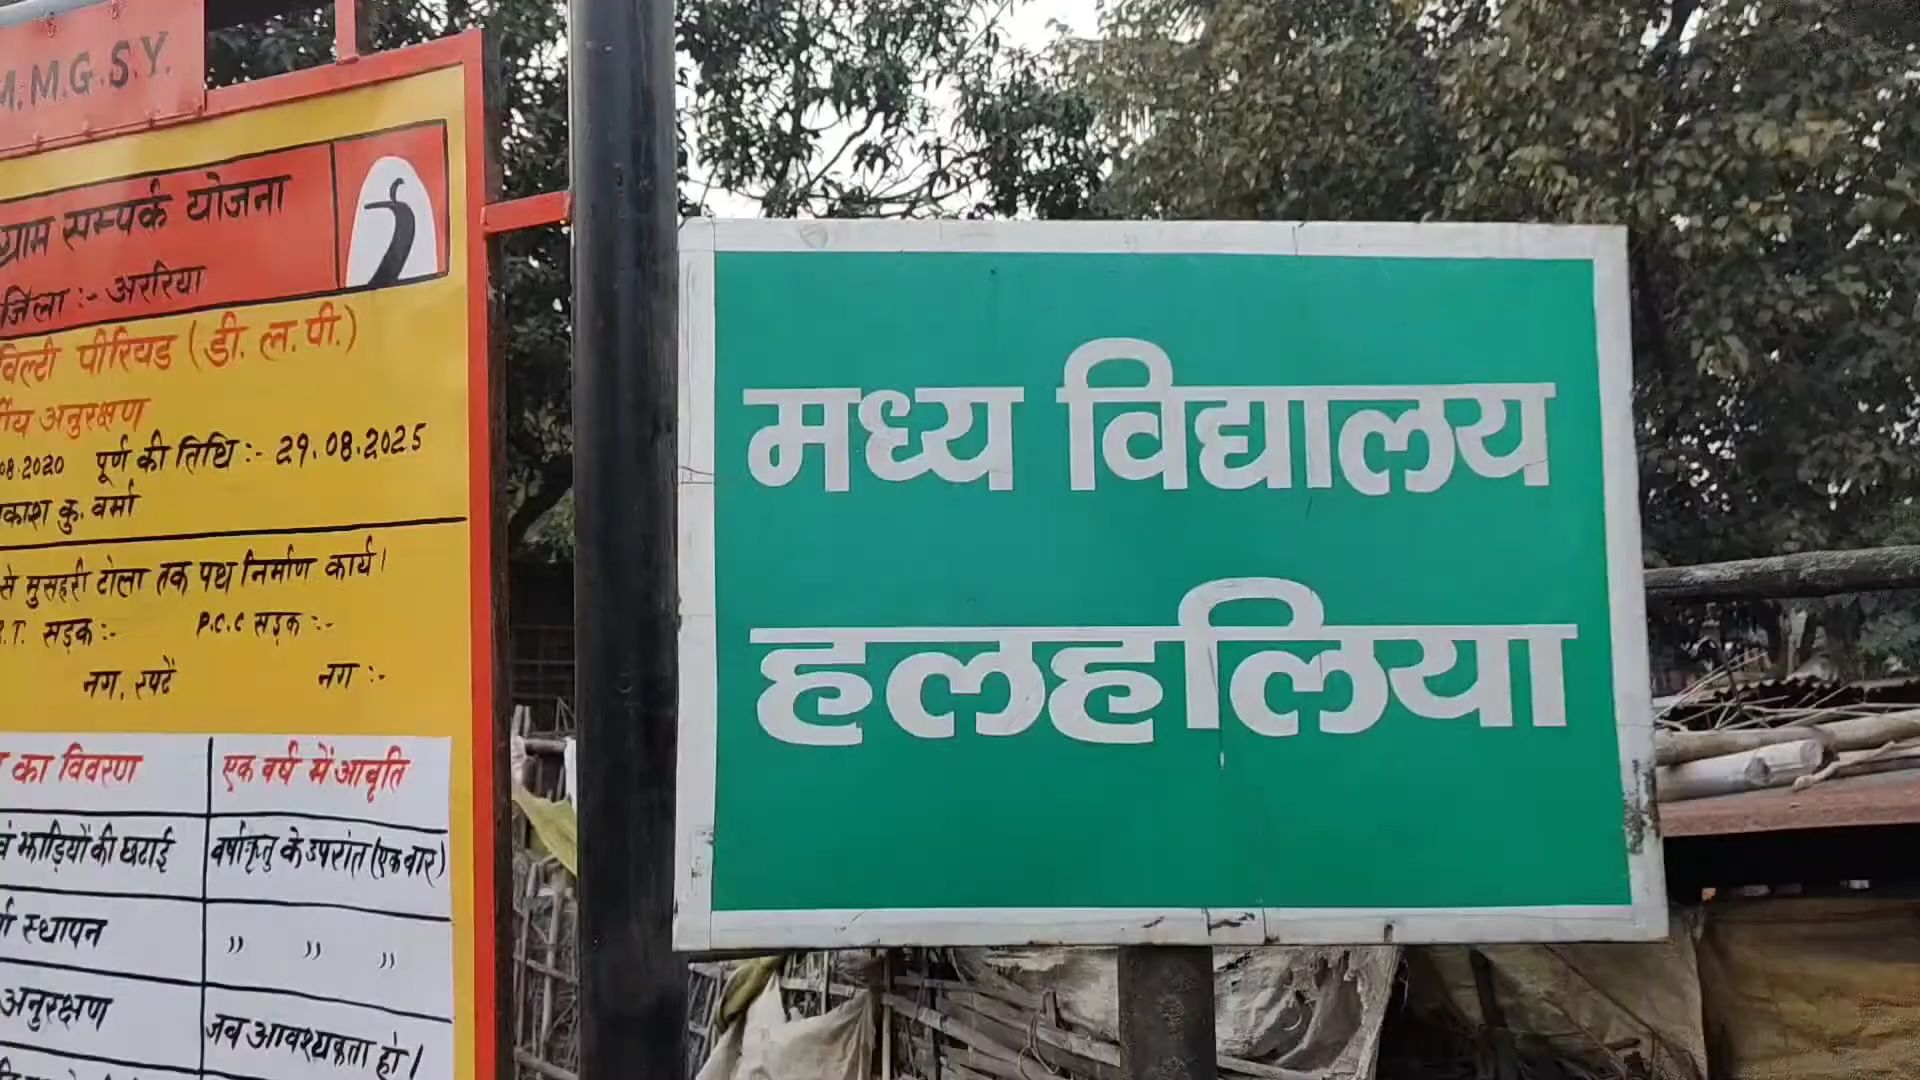 M.M.G.S.Y.
ग्राम सम्पर्क योजना
जिला :- अररिया
पीरियड (डी. ल. पी.)
अनुरक्षण
08.2020 पूर्ण की तिथि :- 29.08.2025
कु. वर्मा
से मुसहरी टोला तक पथ निर्माण कार्य।
सड़क :- P.C.C सड़क :-
नग, स्पटें नग :-
का विवरण एक वर्ष में आवृति
झाड़ियों की छटाई वर्षाऋतु के उपरांत (एक बार)
स्थापन ,, ,, ,,
अनुरक्षण जब आवश्यकता हो।
मध्य विद्यालय
हलहलिया